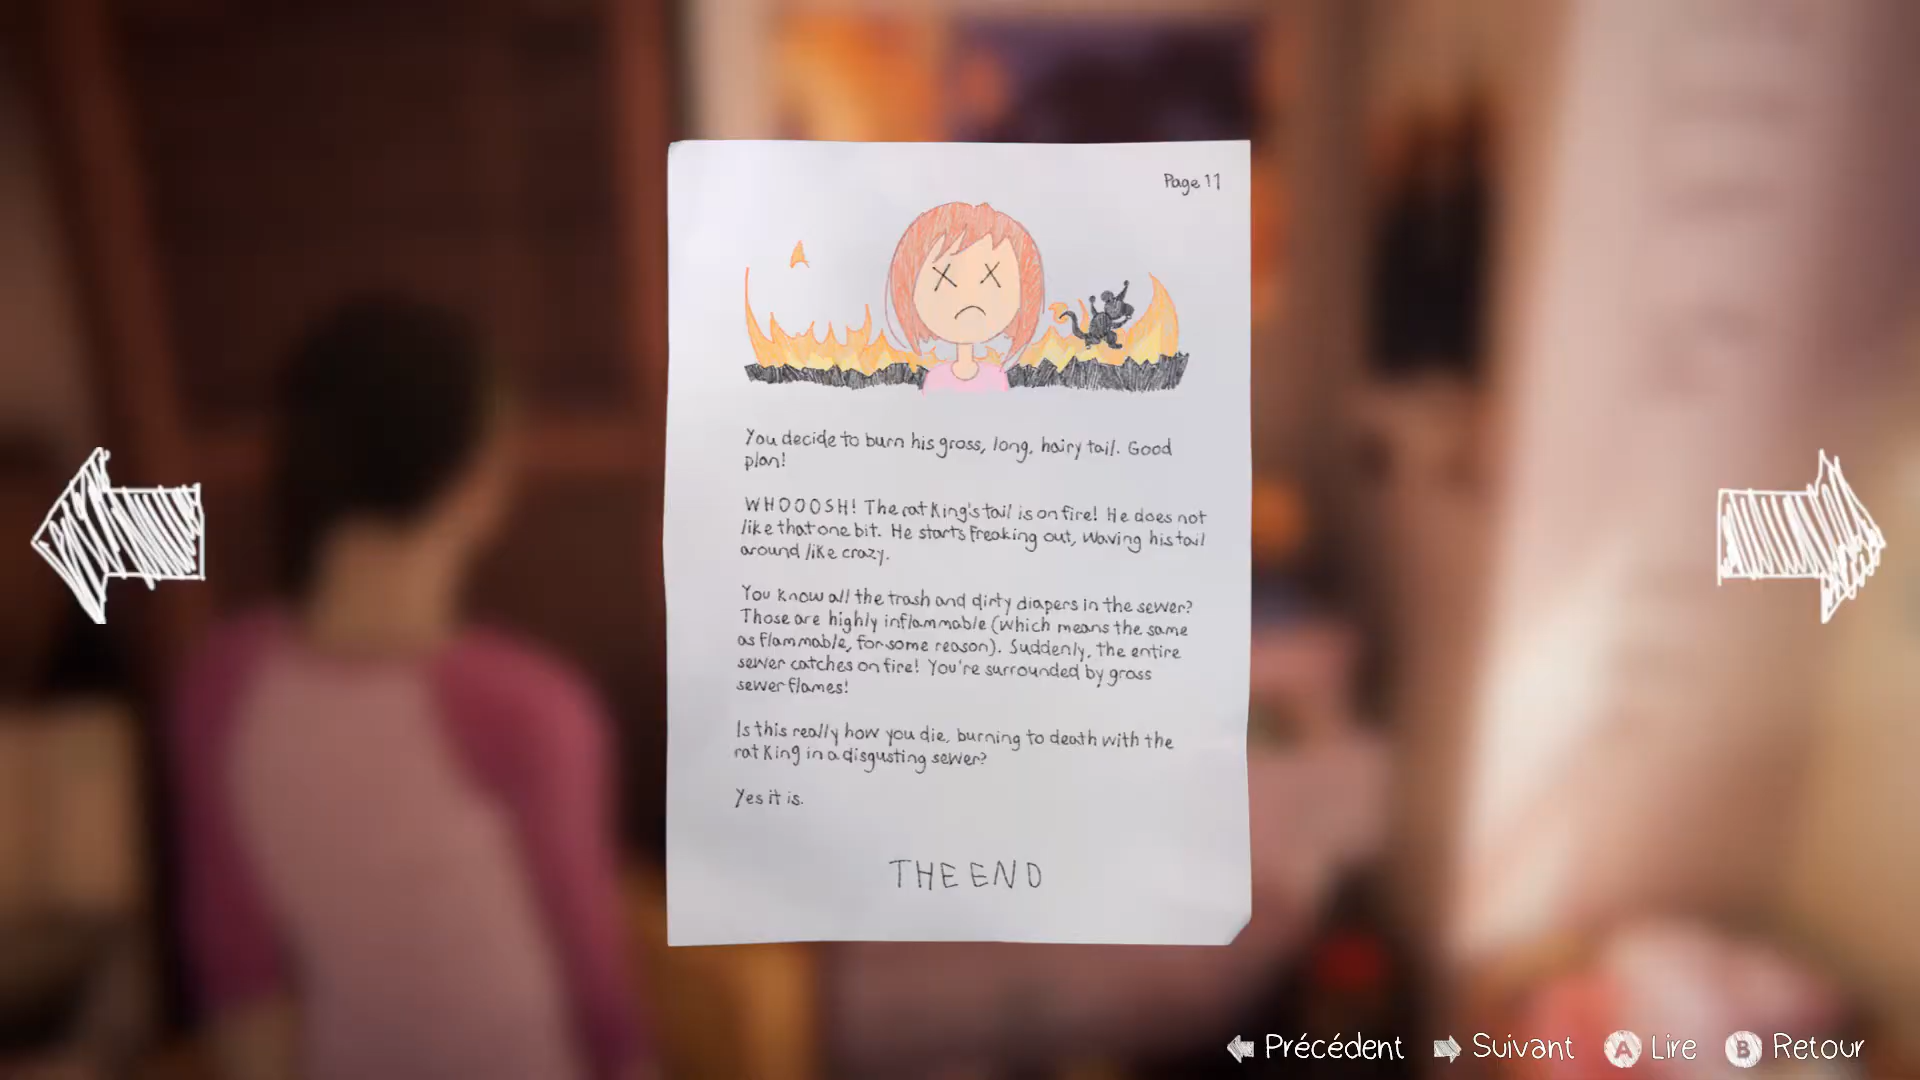 Page 11
You decide to burn his gross, long, hairy tail. Good
plan!
WHOOOSH! The rat King's tail is on fire! He does not
like that one bit. He starts freaking out, waving his tail
around like crazy.
You know all the trash and dirty diapers in the sewer?
Those are highly inflammable (which means the same
as flammable, for some reason). Suddenly, the entire
sewer catches on fire! You're surrounded by gross
sewer flames!
Is this really how you die, burning to death with the
rat King in a disgusting sewer?
Yes it is.
THE END
Précédent Suivant A Lire B Retour